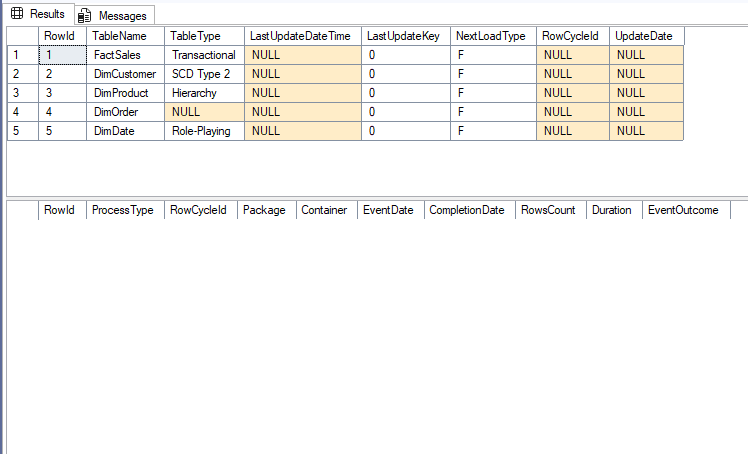 Results Messages
RowId TableName TableType LastUpdateDateTime LastUpdateKey NextLoadType RowCycleId UpdateDate
1 1 FactSales Transactional NULL 0 F NULL NULL
2 2 DimCustomer SCD Type 2 NULL 0 F NULL NULL
3 3 DimProduct Hierarchy NULL 0 F NULL NULL
4 4 DimOrder NULL NULL 0 F NULL NULL
5 5 DimDate Role-Playing NULL 0 F NULL NULL
RowId ProcessType RowCycleId Package Container EventDate CompletionDate RowsCount Duration EventOutcome